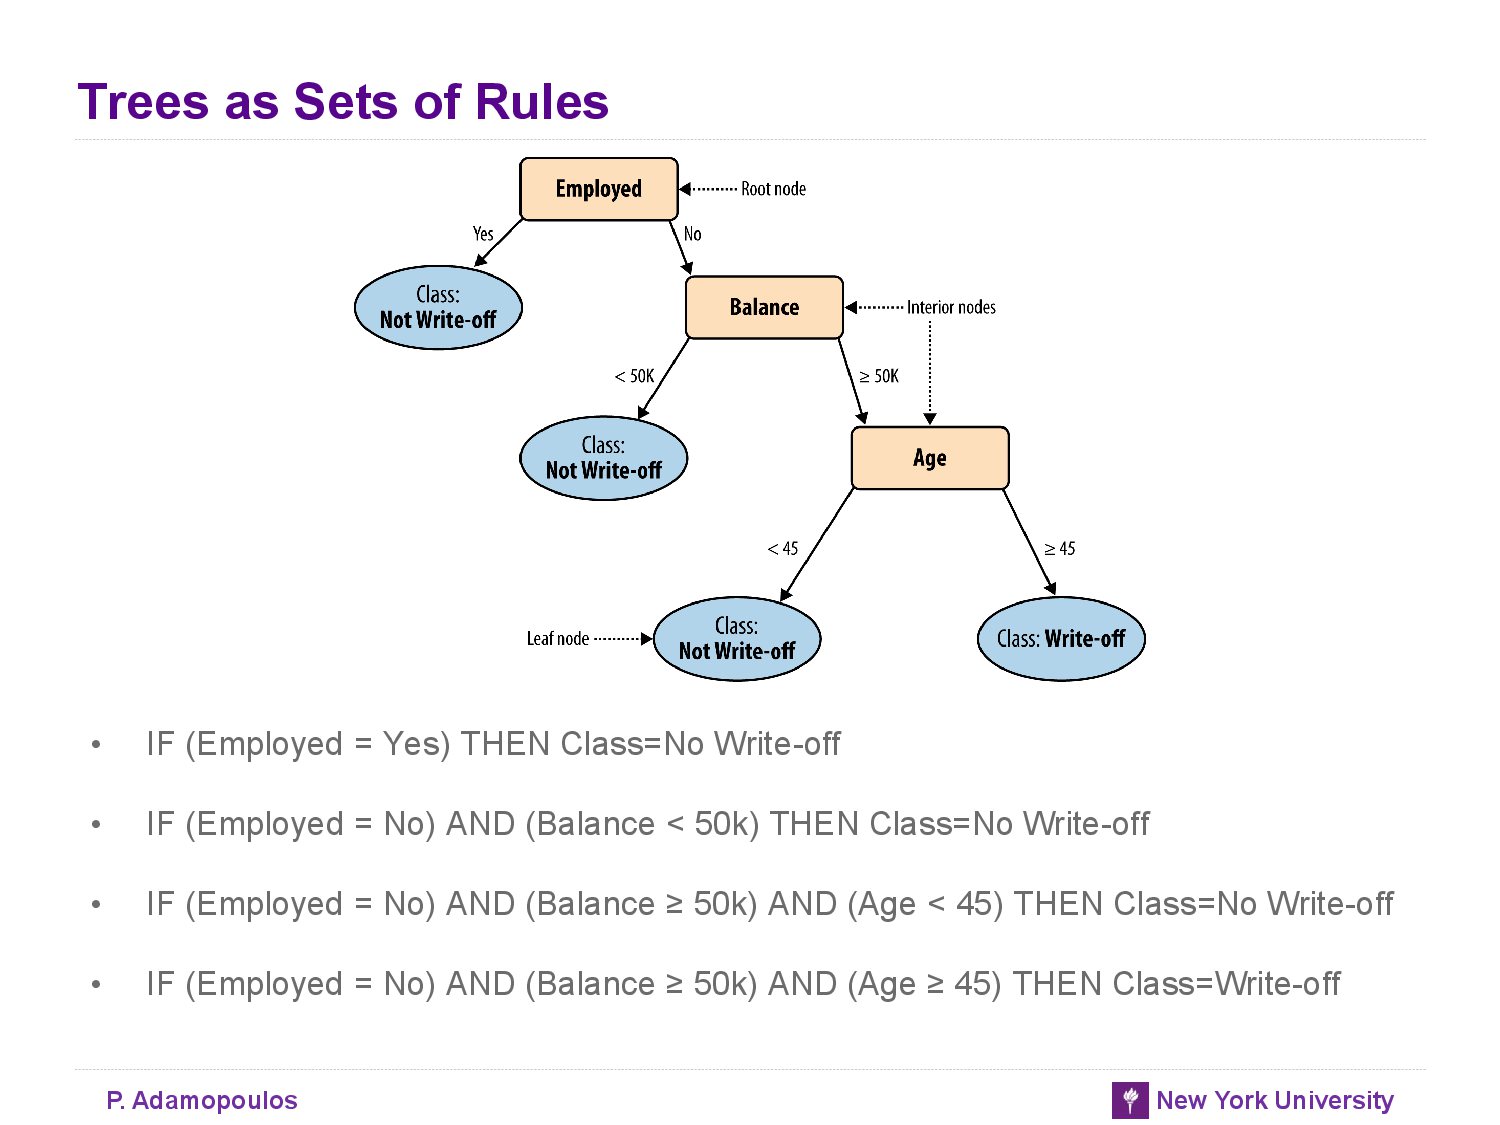 Trees as Sets of Rules
Employed
Root node
Yes
No
Class:
Not Write-off
Balance
Interior nodes
< 50K
≥ 50K
Class:
Not Write-off
Age
< 45
≥ 45
Leaf node
Class:
Not Write-off
Class: Write-off
• IF (Employed = Yes) THEN Class=No Write-off
• IF (Employed = No) AND (Balance < 50k) THEN Class=No Write-off
• IF (Employed = No) AND (Balance ≥ 50k) AND (Age < 45) THEN Class=No Write-off
• IF (Employed = No) AND (Balance ≥ 50k) AND (Age ≥ 45) THEN Class=Write-off
P. Adamopoulos
New York University